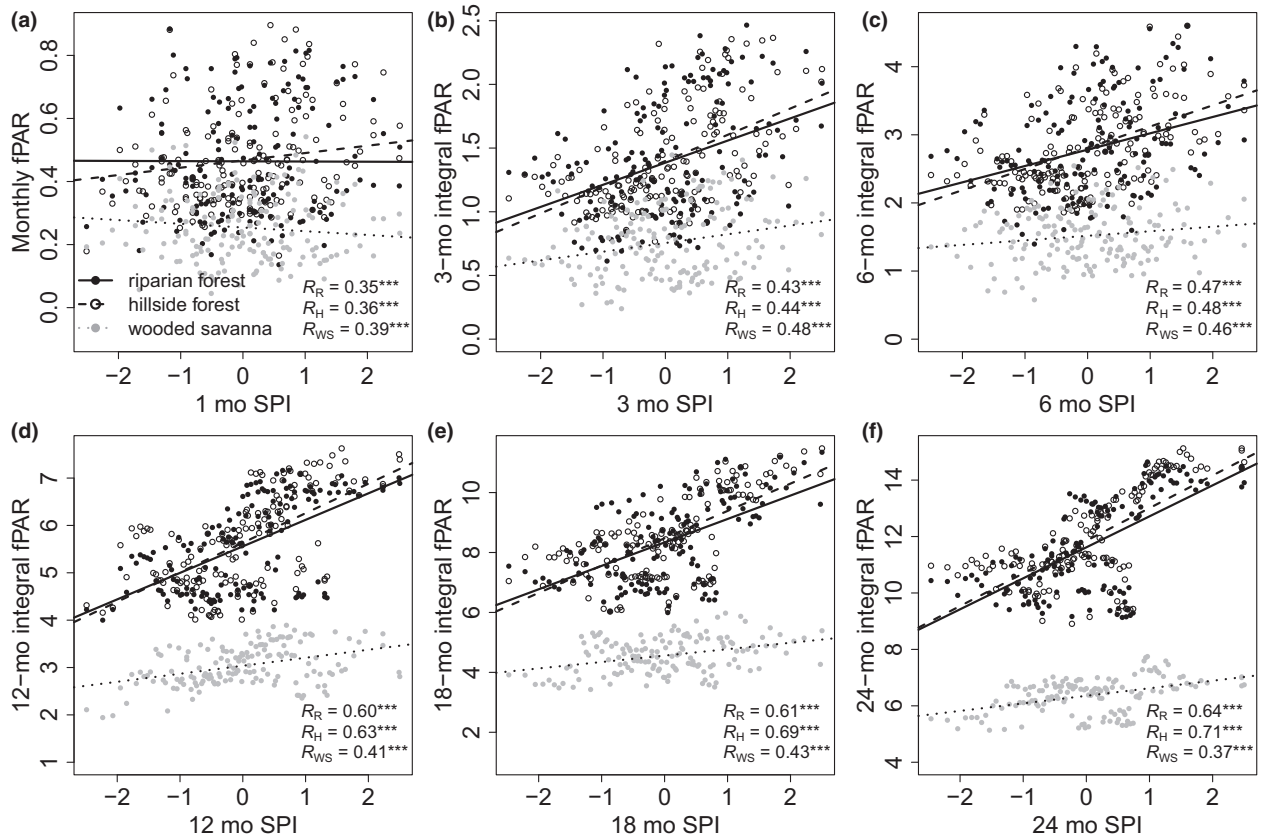 (a)
Monthly fPAR
0.8
0.6
0.4
0.2
0.0
riparian forest
hillside forest
wooded savanna
R_R = 0.35***
R_H = 0.36***
R_WS = 0.39***
−2 −1 0 1 2
1 mo SPI
(b)
3−mo integral fPAR
2.5
2.0
1.5
1.0
0.5
0.0
R_R = 0.43***
R_H = 0.44***
R_WS = 0.48***
−2 −1 0 1 2
3 mo SPI
(c)
6−mo integral fPAR
4
3
2
1
0
R_R = 0.47***
R_H = 0.48***
R_WS = 0.46***
−2 −1 0 1 2
6 mo SPI
(d)
12−mo integral fPAR
7
6
5
4
3
2
1
R_R = 0.60***
R_H = 0.63***
R_WS = 0.41***
−2 −1 0 1 2
12 mo SPI
(e)
18−mo integral fPAR
10
8
6
4
2
R_R = 0.61***
R_H = 0.69***
R_WS = 0.43***
−2 −1 0 1 2
18 mo SPI
(f)
24−mo integral fPAR
14
12
10
8
6
4
R_R = 0.64***
R_H = 0.71***
R_WS = 0.37***
−2 −1 0 1 2
24 mo SPI